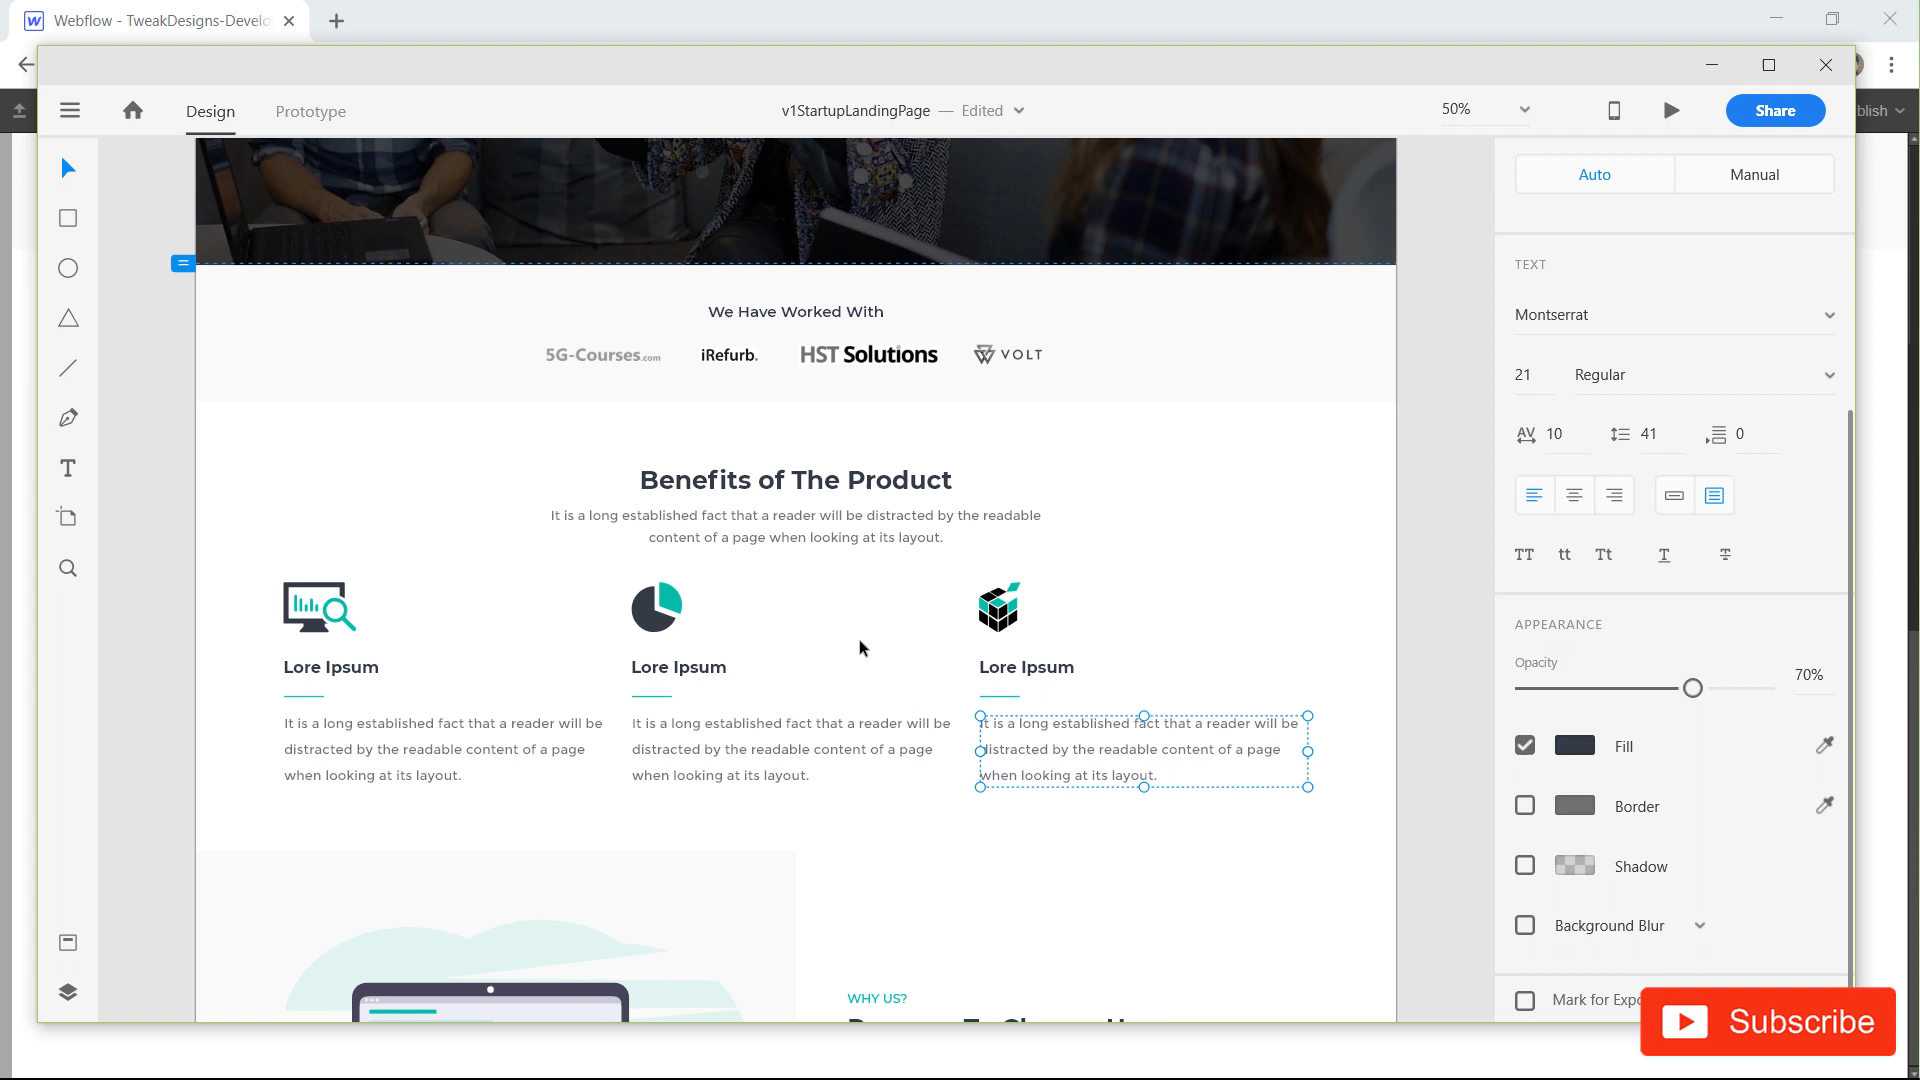 Webflow - TweakDesigns-Develo
Design
Prototype
v1StartupLandingPage — Edited
50%
Share
blish
Auto
Manual
TEXT
Montserrat
21
Regular
AV 10
41
0
TT tt Tt T T
APPEARANCE
Opacity
70%
Fill
Border
Shadow
Background Blur
Mark for Expo
Subscribe
We Have Worked With
5G-Courses.com
iRefurb.
HST Solutions
VOLT
Benefits of The Product
It is a long established fact that a reader will be distracted by the readable
content of a page when looking at its layout.
Lore Ipsum
It is a long established fact that a reader will be
distracted by the readable content of a page
when looking at its layout.
Lore Ipsum
It is a long established fact that a reader will be
distracted by the readable content of a page
when looking at its layout.
Lore Ipsum
It is a long established fact that a reader will be
distracted by the readable content of a page
when looking at its layout.
WHY US?